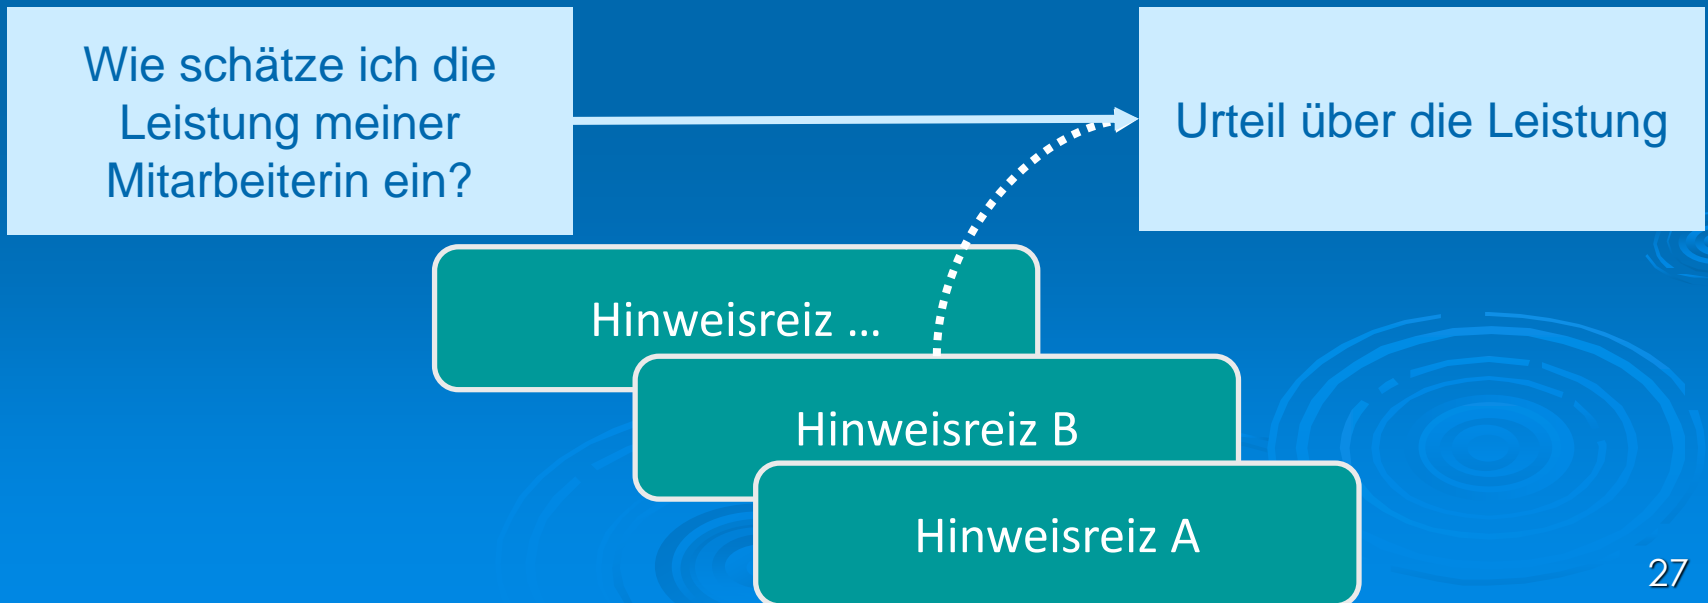 Wie schätze ich die
Leistung meiner
Mitarbeiterin ein?
Urteil über die Leistung
Hinweisreiz ...
Hinweisreiz B
Hinweisreiz A
27